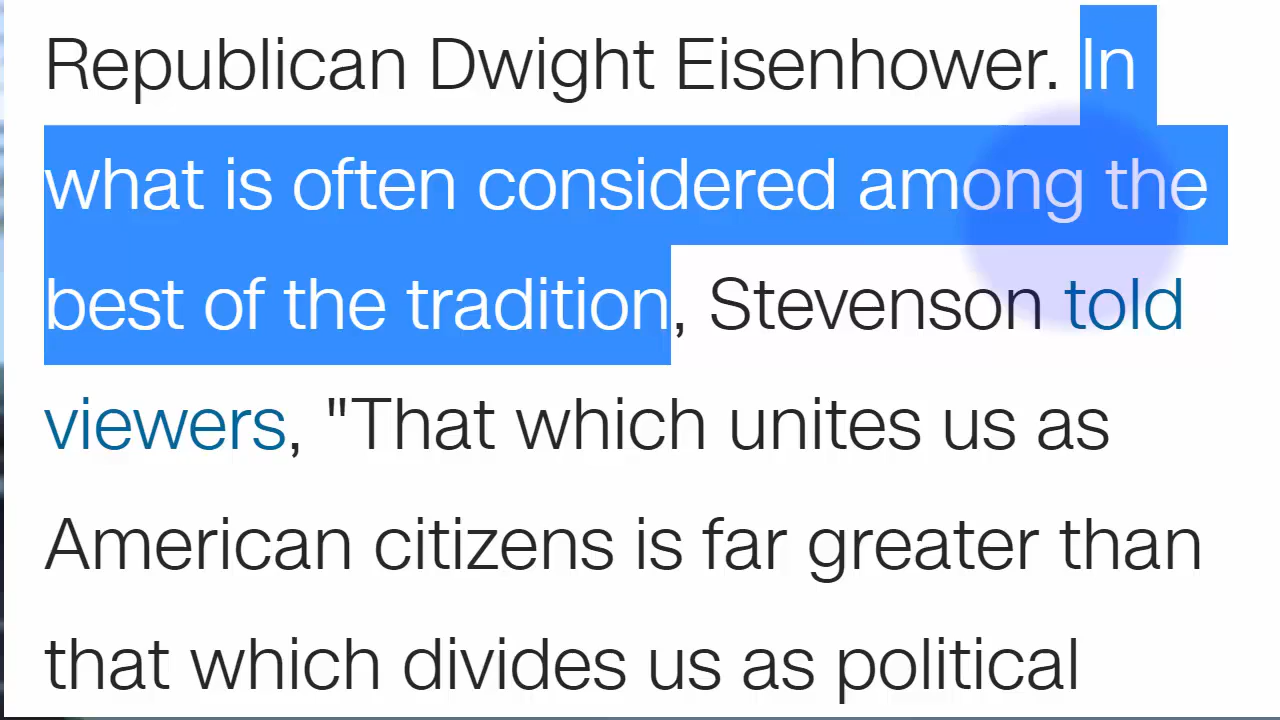 Republican Dwight Eisenhower. In
what is often considered among the
best of the tradition, Stevenson told
viewers, "That which unites us as
American citizens is far greater than
that which divides us as political